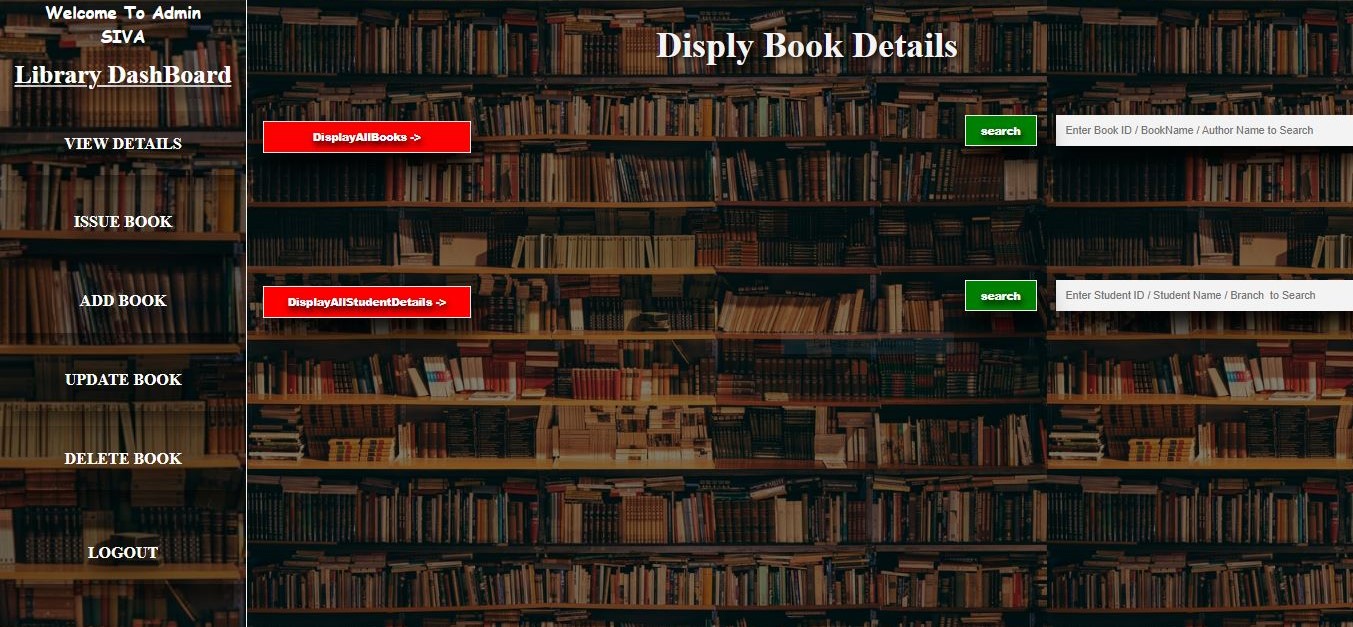 Welcome To Admin
SIVA
Library DashBoard
VIEW DETAILS
ISSUE BOOK
ADD BOOK
UPDATE BOOK
DELETE BOOK
LOGOUT
Disply Book Details
DisplayAllBooks ->
search
Enter Book ID / BookName / Author Name to Search
DisplayAllStudentDetails ->
search
Enter Student ID / Student Name / Branch  to Search